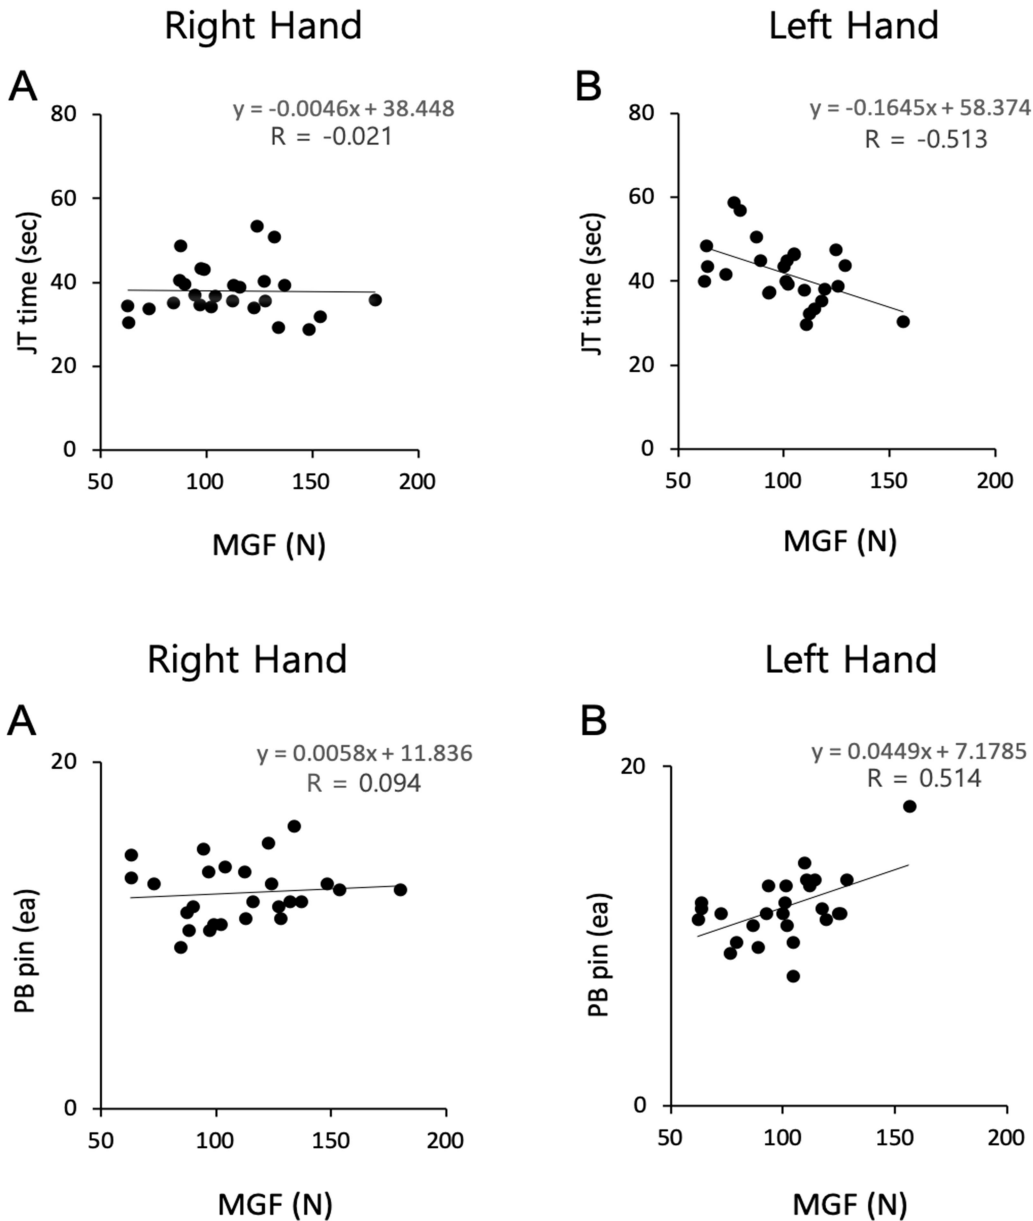 Right Hand
Left Hand
A
B
y = -0.0046x + 38.448
R = -0.021
y = -0.1645x + 58.374
R = -0.513
80
60
40
20
0
JT time (sec)
50 100 150 200
MGF (N)
80
60
40
20
0
JT time (sec)
50 100 150 200
MGF (N)
Right Hand
Left Hand
A
B
y = 0.0058x + 11.836
R = 0.094
y = 0.0449x + 7.1785
R = 0.514
20
0
PB pin (ea)
50 100 150 200
MGF (N)
20
0
PB pin (ea)
50 100 150 200
MGF (N)